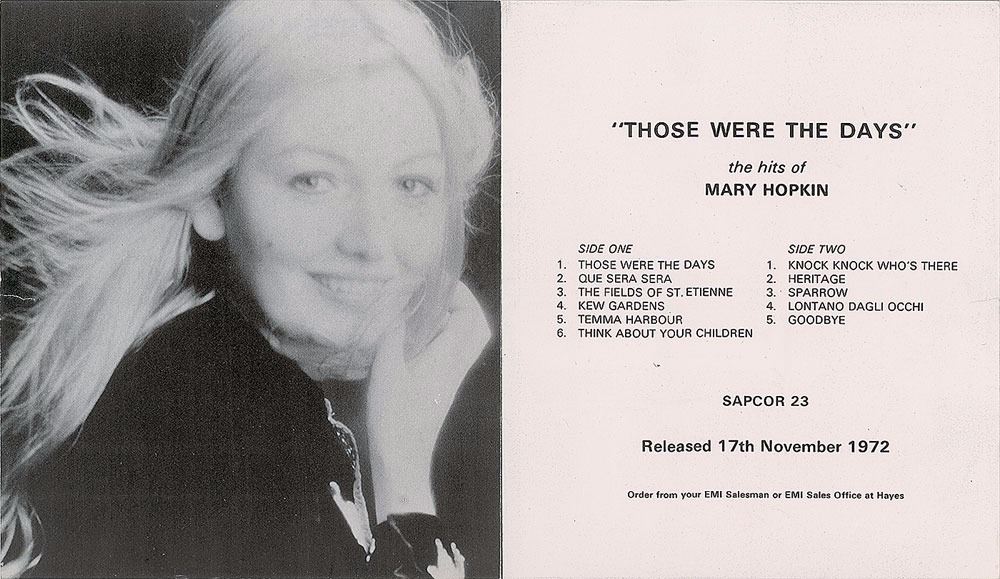 "THOSE WERE THE DAYS"
the hits of
MARY HOPKIN
SIDE ONE
1. THOSE WERE THE DAYS
2. QUE SERA SERA
3. THE FIELDS OF ST. ETIENNE
4. KEW GARDENS
5. TEMMA HARBOUR
6. THINK ABOUT YOUR CHILDREN
SIDE TWO
1. KNOCK KNOCK WHO'S THERE
2. HERITAGE
3. SPARROW
4. LONTANO DAGLI OCCHI
5. GOODBYE
SAPCOR 23
Released 17th November 1972
Order from your EMI Salesman or EMI Sales Office at Hayes